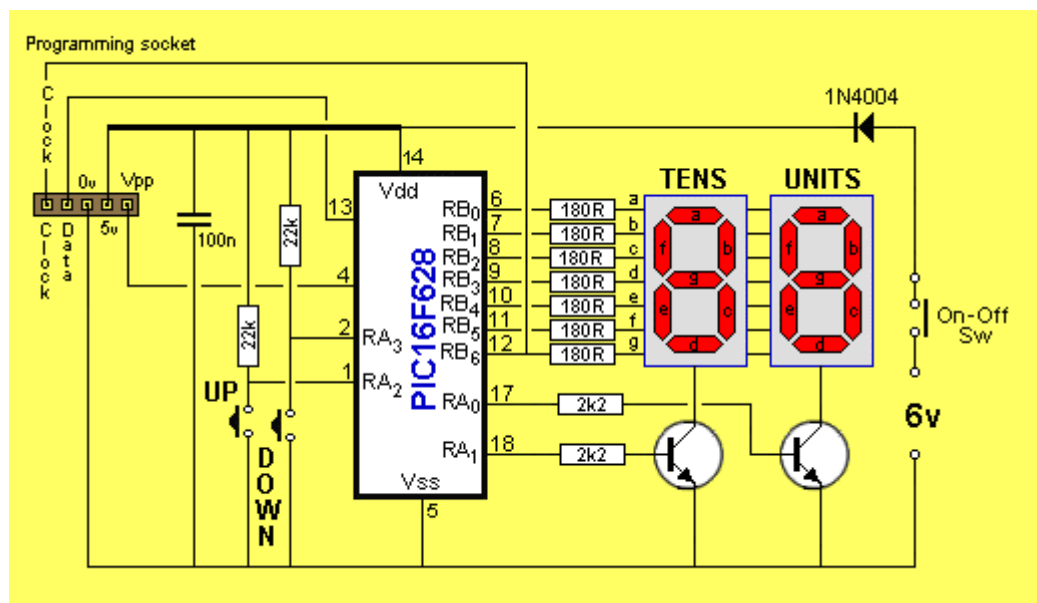 Programming socket
Clock
1N4004
14
0v Vpp
TENS UNITS
Vdd
13
6 a a a
RB0 180R
5v
7 b
RB1 180R
Clock
Data
100n
22k
8 c f b f b
RB2 180R
9 d g g
RB3 180R
4
10 e
RB4 180R
e c e c
On-Off
Sw
11 f
RB5 180R
22k
2
RA3
12 g d d
RB6 180R
PIC16F628
1
RA2
UP
17
RA0 2k2
6v
18
RA1 2k2
DOWN
Vss
5